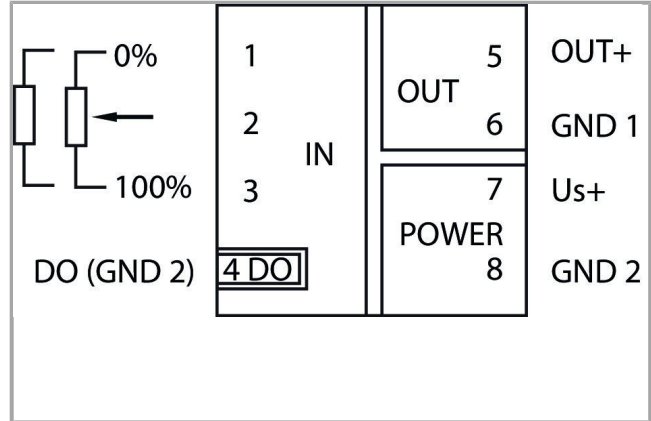 0% 1 5 OUT+
OUT
2 6 GND 1
IN
100% 3 7 Us+
POWER
DO (GND 2) 4 DO 8 GND 2